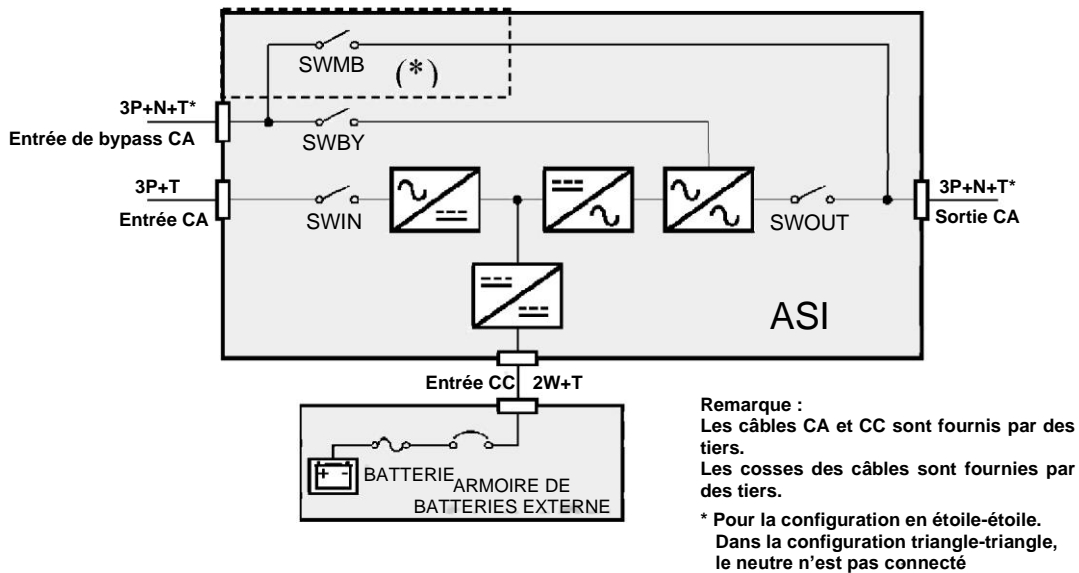 SWMB
(*)
3P+N+T*
Entrée de bypass CA
SWBY
3P+T
Entrée CA
SWIN
SWOUT
3P+N+T*
Sortie CA
ASI
Entrée CC 2W+T
BATTERIE
ARMOIRE DE
BATTERIES EXTERNE
Remarque :
Les câbles CA et CC sont fournis par des
tiers.
Les cosses des câbles sont fournies par
des tiers.
* Pour la configuration en étoile-étoile.
Dans la configuration triangle-triangle,
le neutre n'est pas connecté